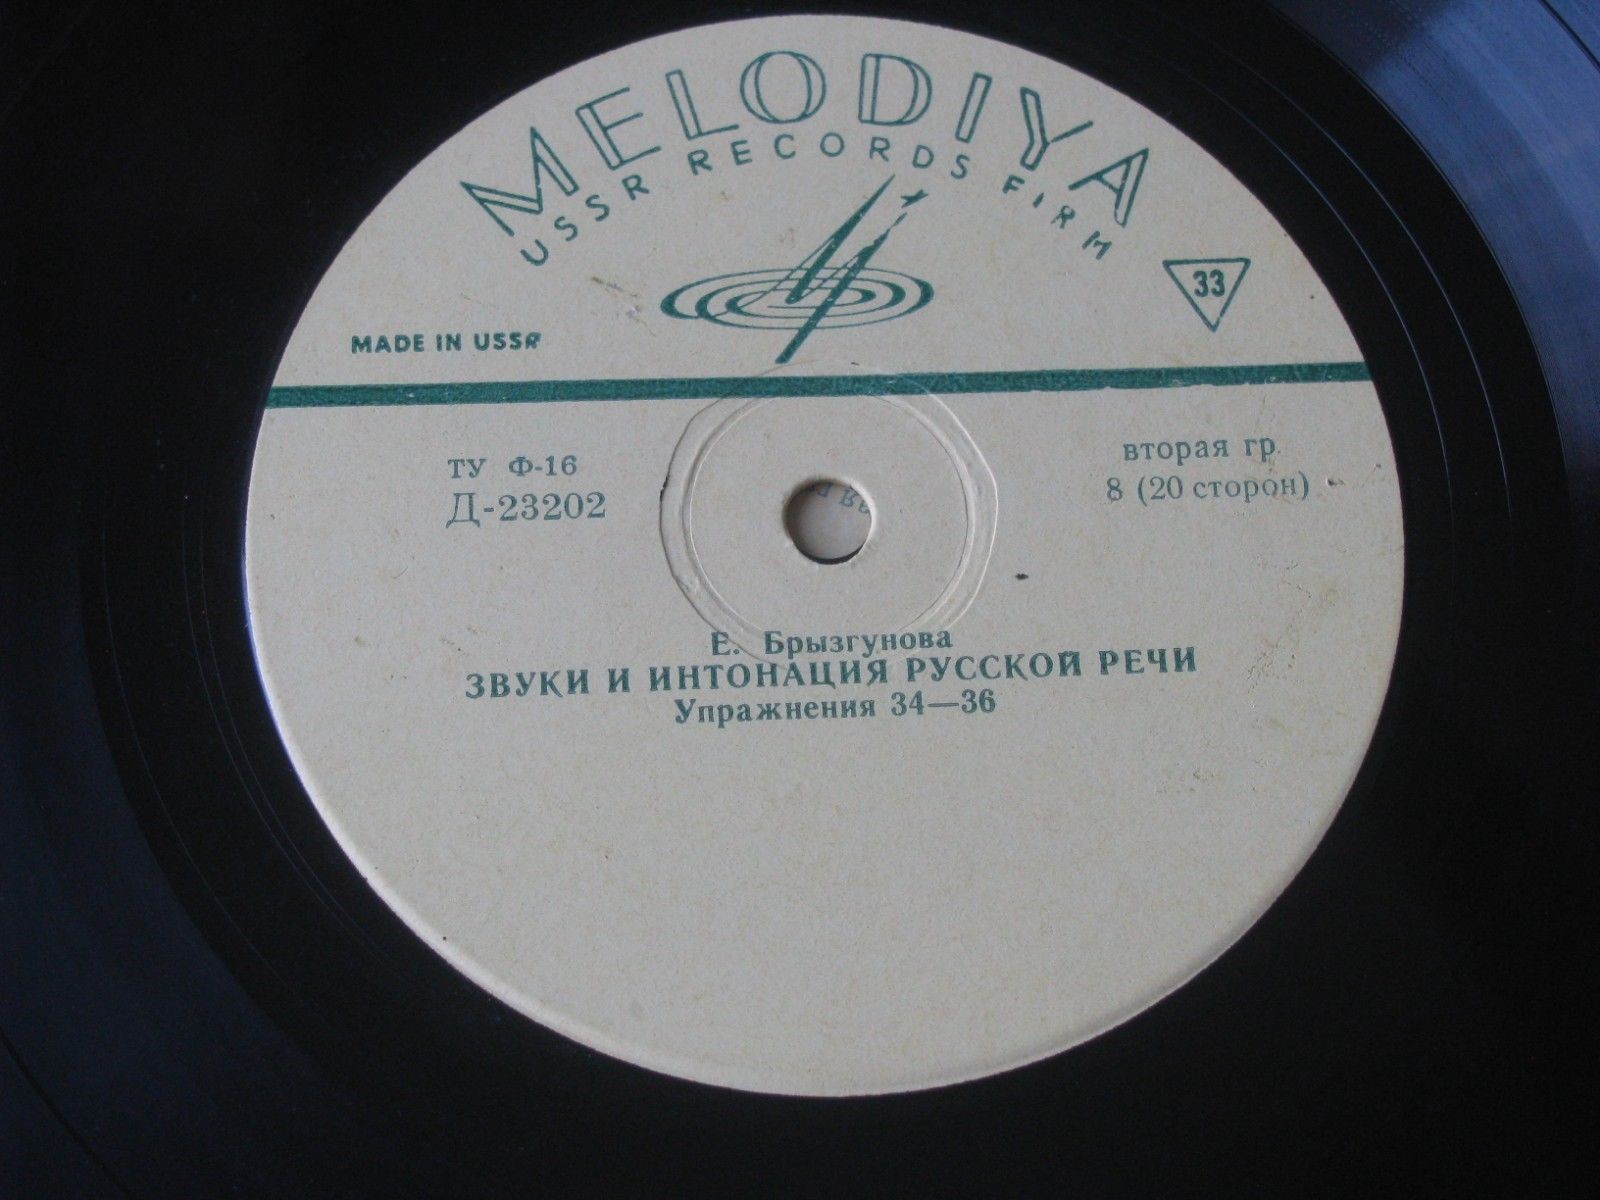 MELODIYA
USSR RECORDS FIRM
33
MADE IN USSR
ТУ Ф-16
Д-23202
вторая гр.
8 (20 сторон)
Е. Брызгунова
ЗВУКИ И ИНТОНАЦИЯ РУССКОЙ РЕЧИ
Упражнения 34—36